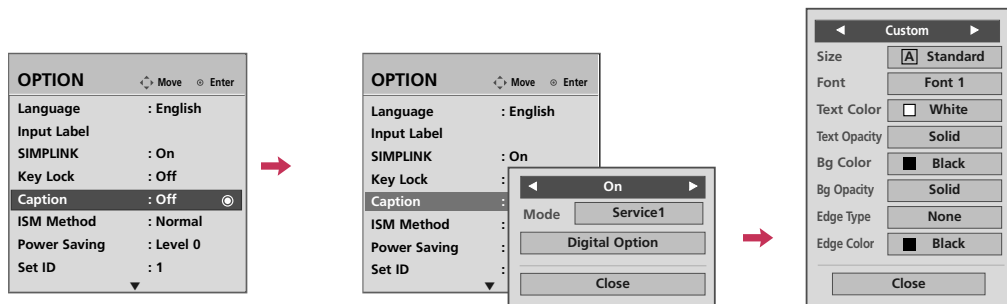 OPTION Move Enter
Language : English
Input Label
SIMPLINK : On
Key Lock : Off
Caption : Off
ISM Method : Normal
Power Saving : Level 0
Set ID : 1
OPTION Move Enter
Language : English
Input Label
SIMPLINK : On
Key Lock :
Caption :
ISM Method :
Power Saving :
Set ID :
On
Mode Service1
Digital Option
Close
Custom
Size A Standard
Font Font 1
Text Color White
Text Opacity Solid
Bg Color Black
Bg Opacity Solid
Edge Type None
Edge Color Black
Close